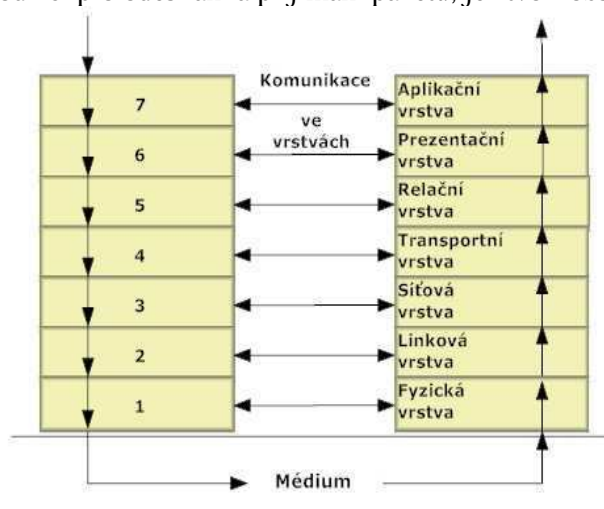 Komunikace
ve
vrstvách
7
Aplikační
vrstva
6
Prezentační
vrstva
5
Relační
vrstva
4
Transportní
vrstva
3
Síťová
vrstva
2
Linková
vrstva
1
Fyzická
vrstva
Médium